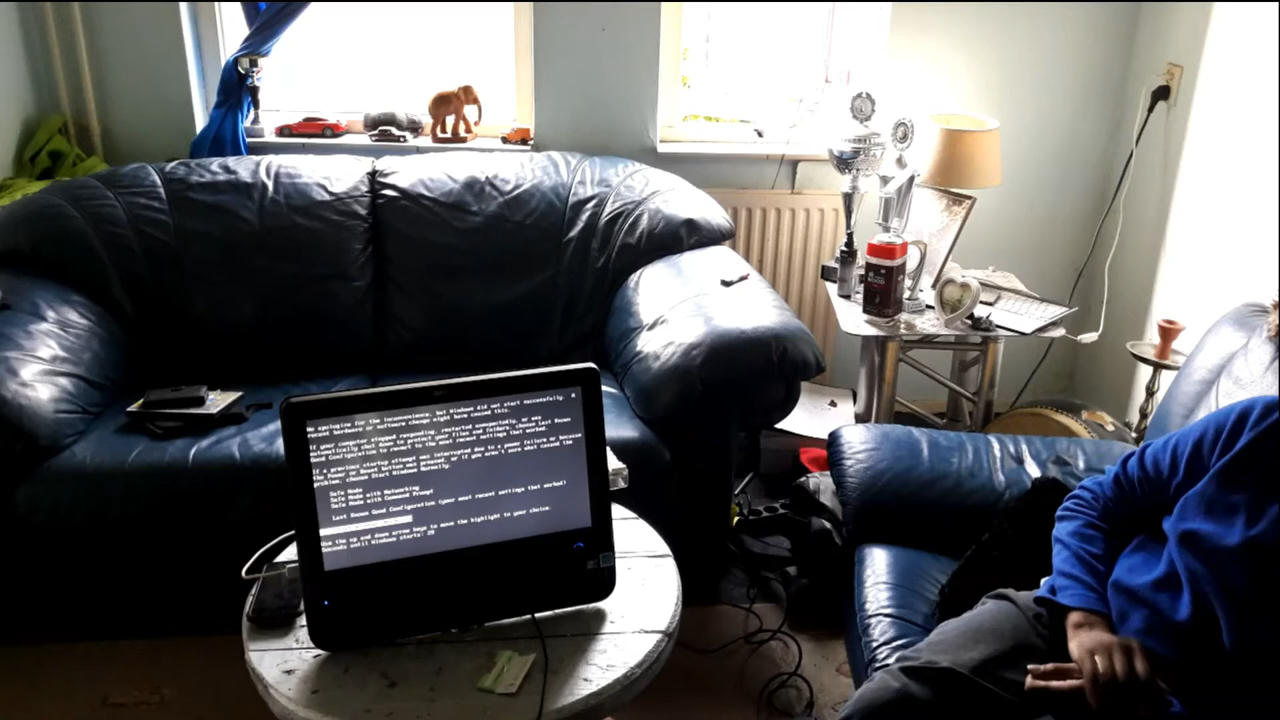 We apologize for the inconvenience, but Windows did not start successfully. A
recent hardware or software change might have caused this.
If your computer stopped responding, restarted unexpectedly, or was
automatically shut down to protect your files and folders, choose Last Known
Good Configuration to revert to the most recent settings that worked.
If a previous startup attempt was interrupted due to a power failure or because
the Power or Reset button was pressed, or if you aren't sure what caused the
problem, choose Start Windows Normally.
Safe Mode
Safe Mode with Networking
Safe Mode with Command Prompt
Last Known Good Configuration (your most recent settings that worked)
Use the up and down arrow keys to move the highlight to your choice.
Seconds until Windows starts: 29